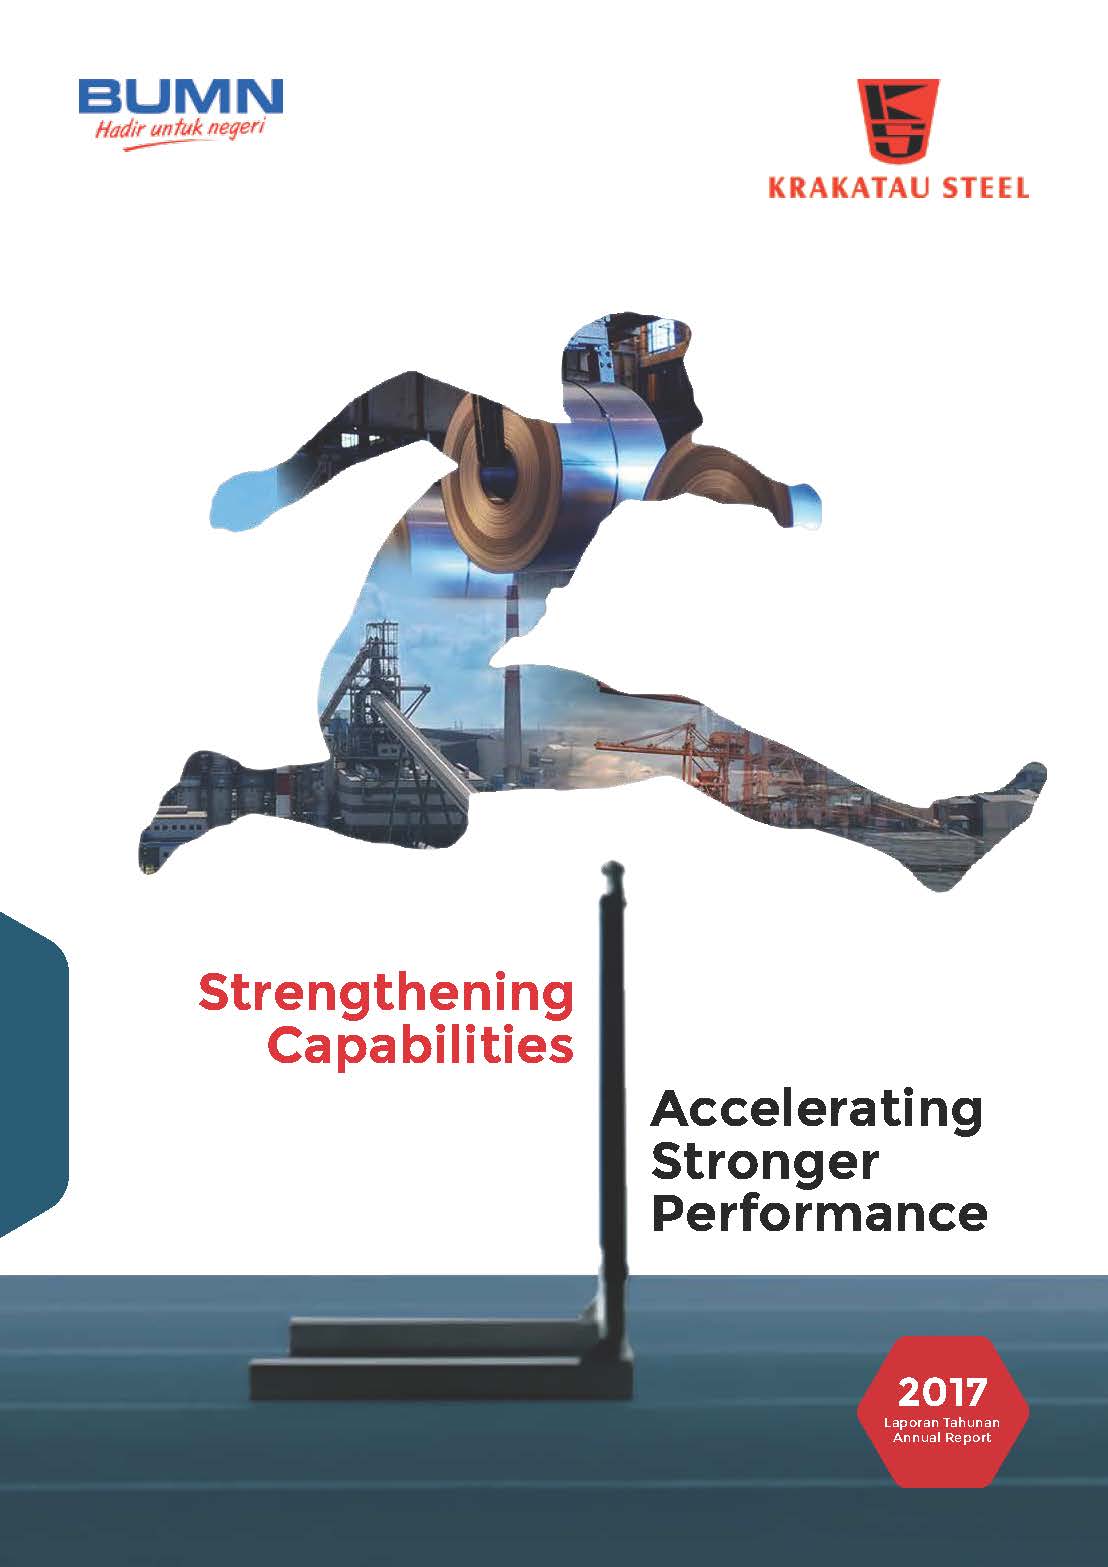 BUMN
Hadir untuk negeri
KRAKATAU STEEL
Strengthening
Capabilities
Accelerating
Stronger
Performance
2017
Laporan Tahunan
Annual Report